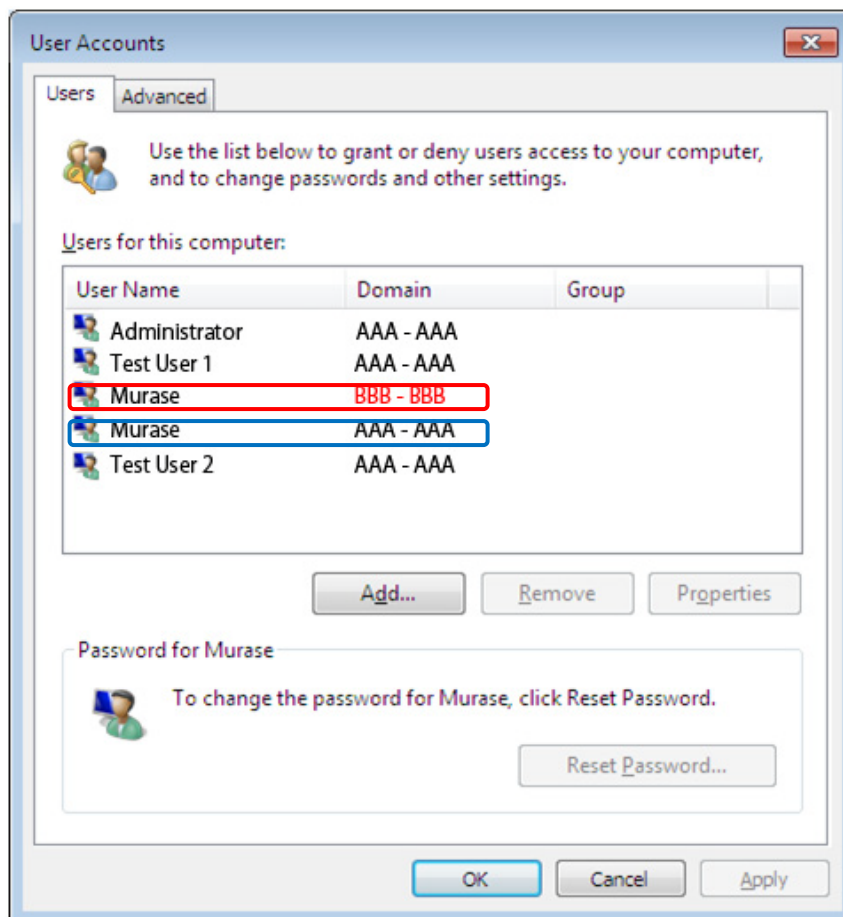 User Accounts
Users Advanced
Use the list below to grant or deny users access to your computer,
and to change passwords and other settings.
Users for this computer:
User Name Domain Group
Administrator AAA - AAA
Test User 1 AAA - AAA
Murase BBB - BBB
Murase AAA - AAA
Test User 2 AAA - AAA
Add... Remove Properties
Password for Murase
To change the password for Murase, click Reset Password.
Reset Password...
OK Cancel Apply